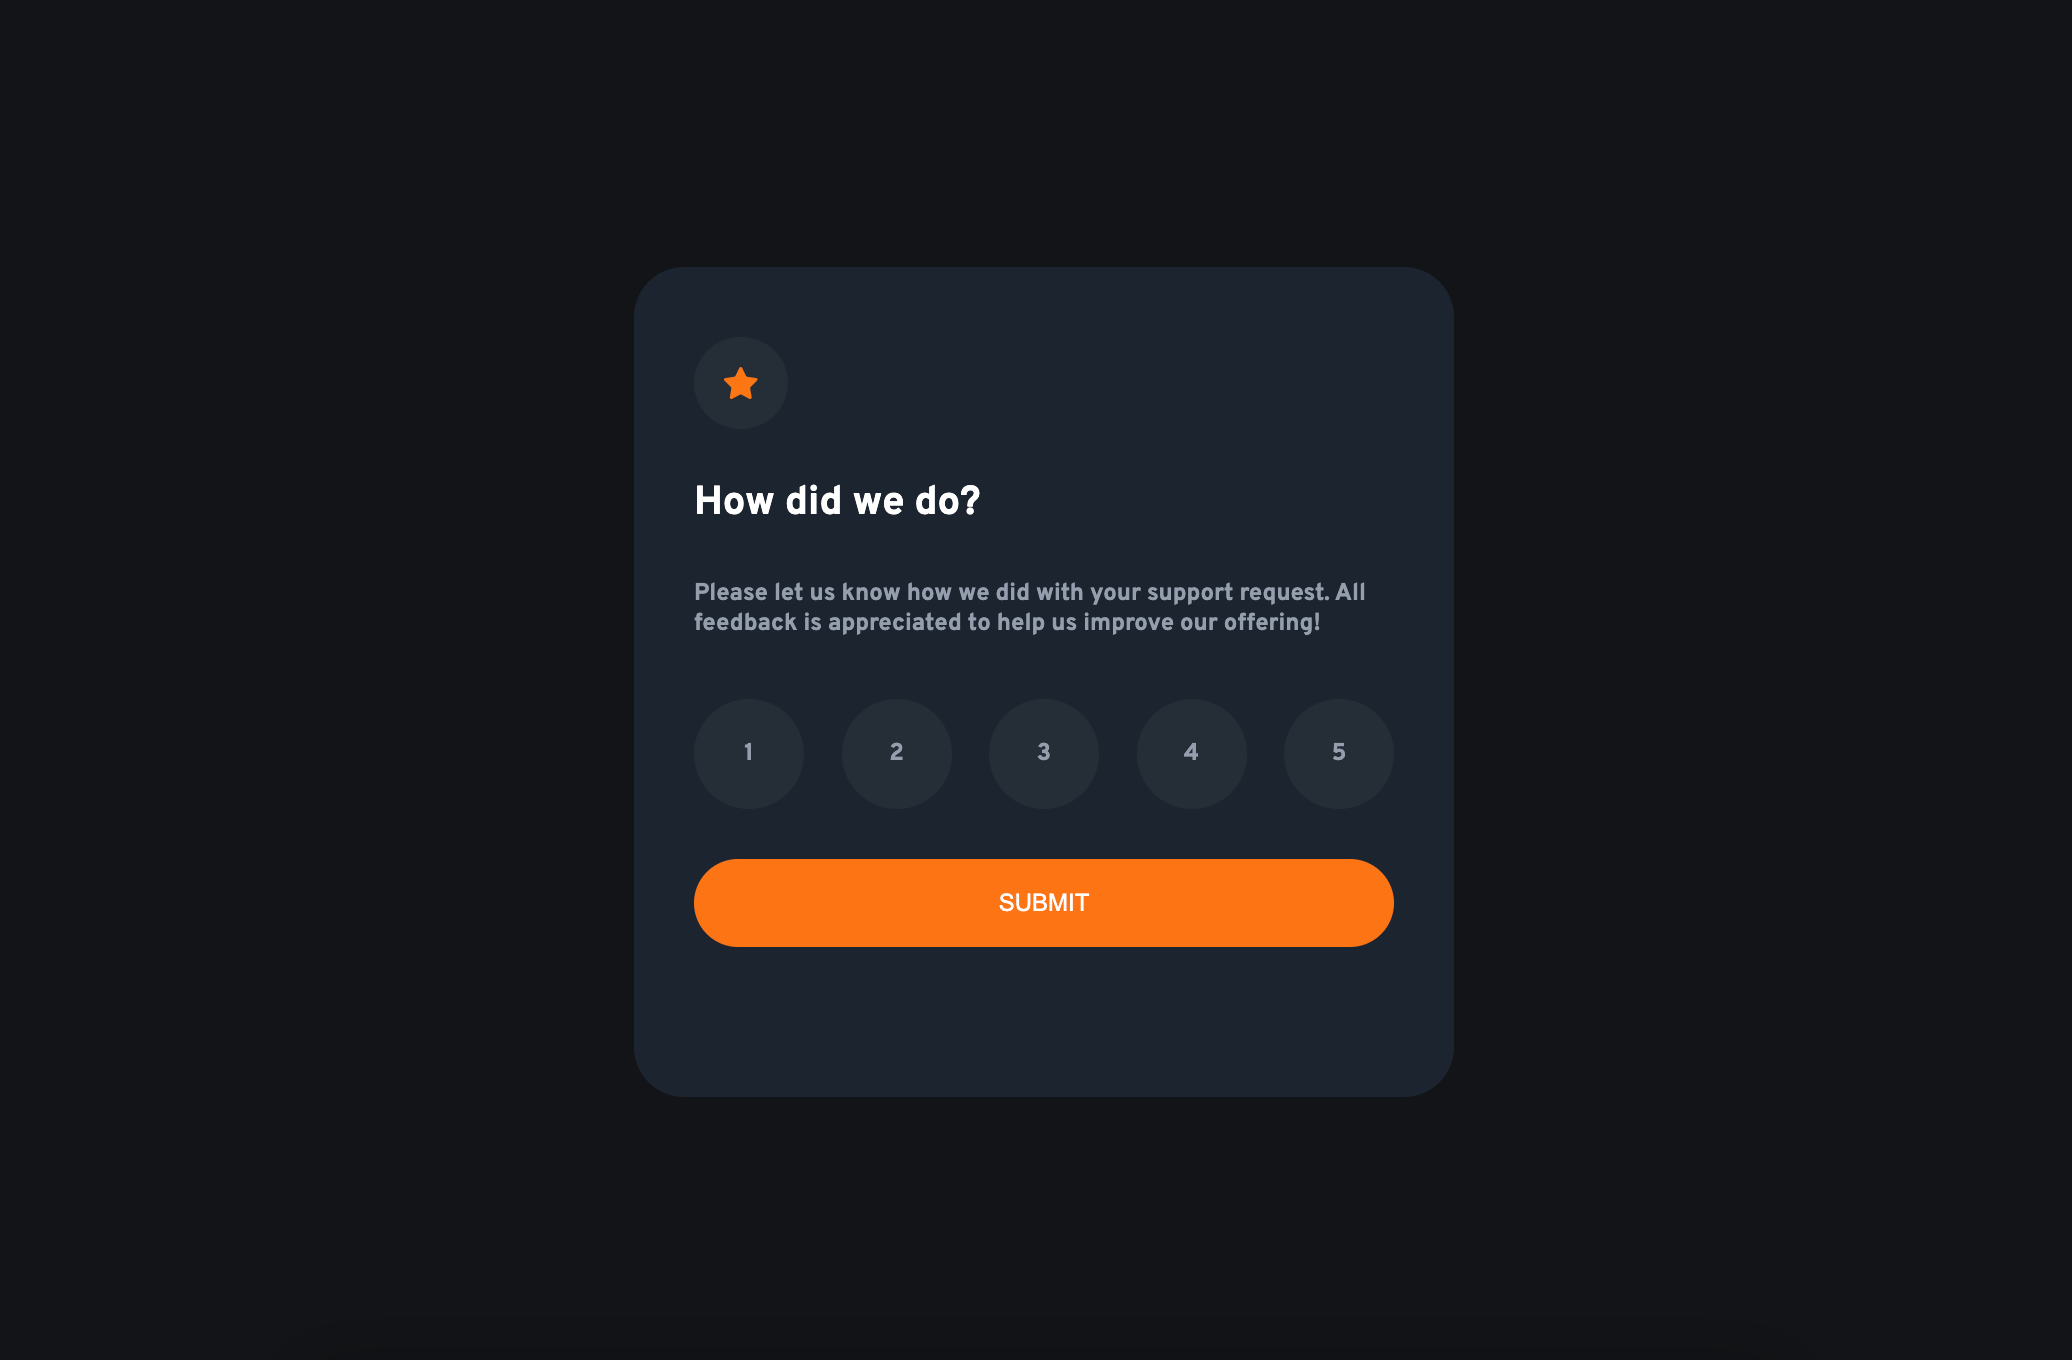 How did we do?
Please let us know how we did with your support request. All
feedback is appreciated to help us improve our offering!
1 2 3 4 5
SUBMIT